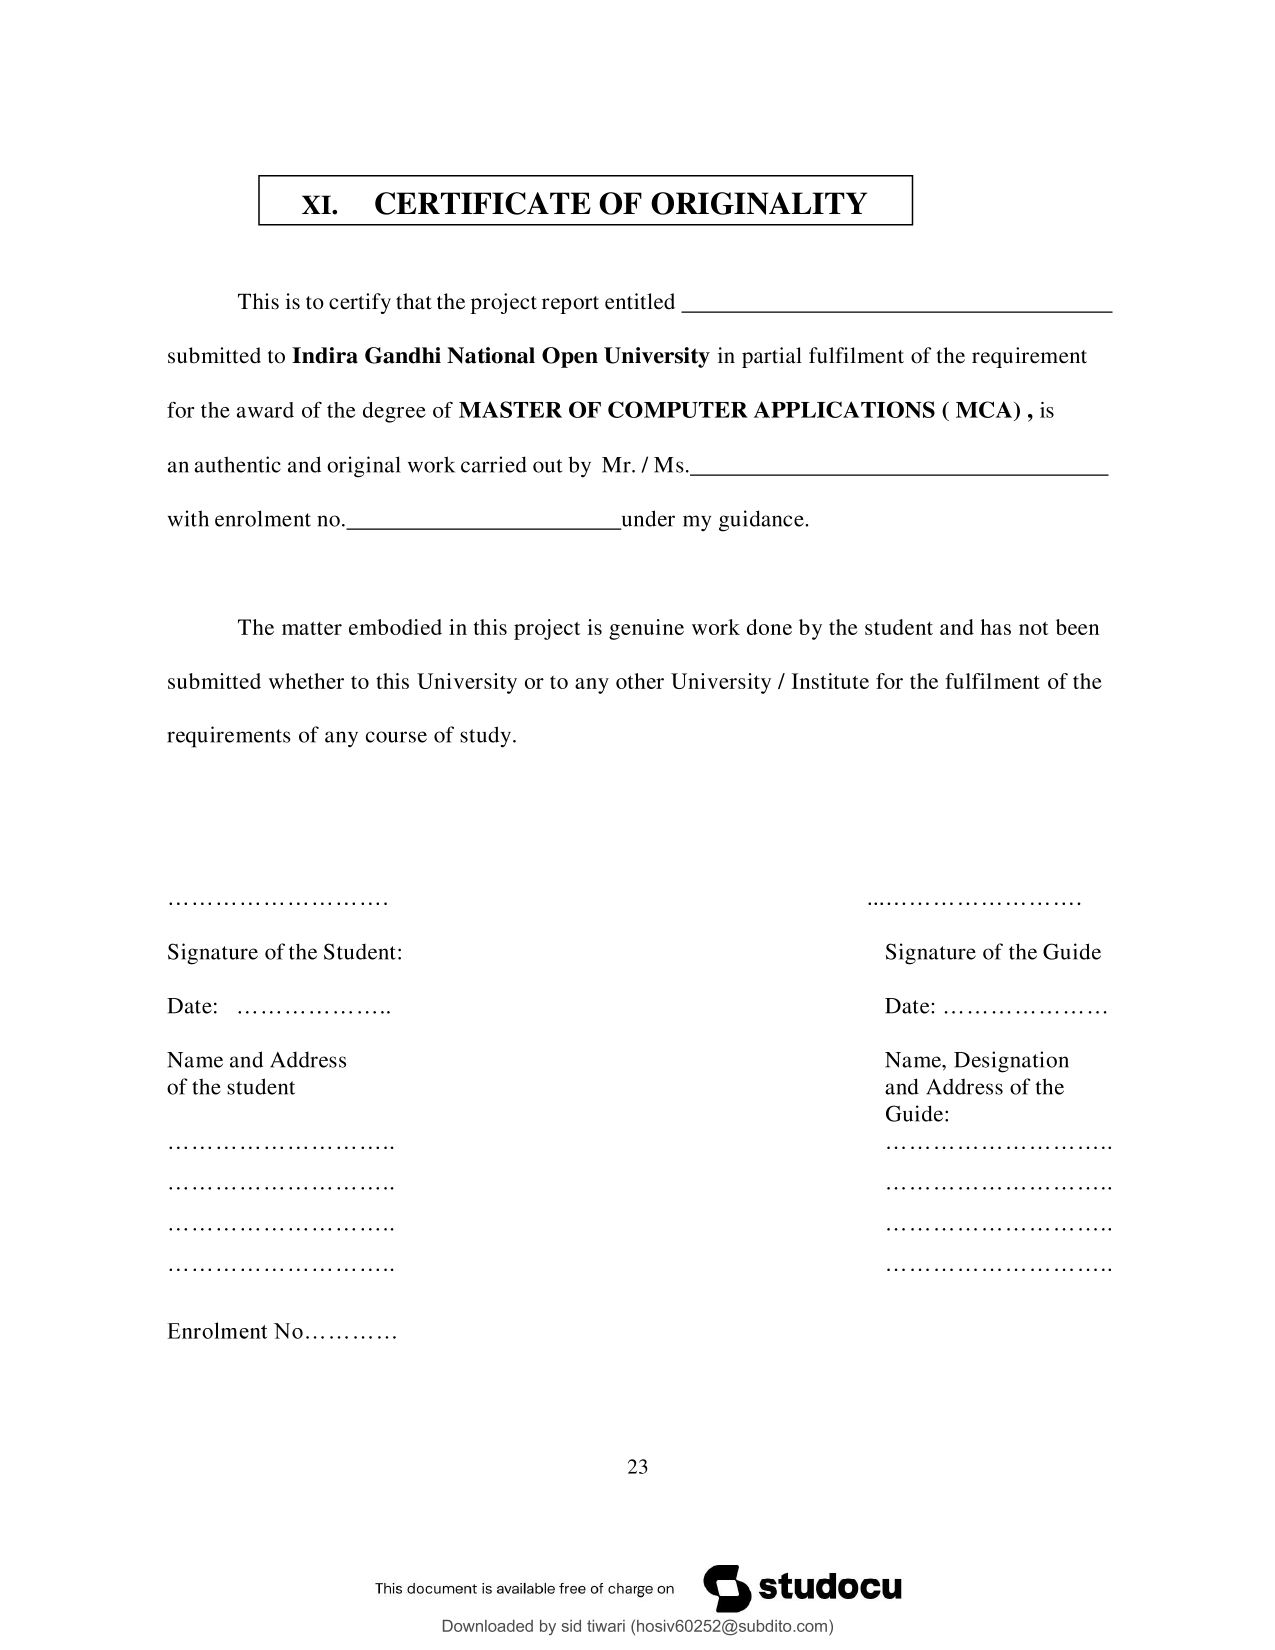 XI. CERTIFICATE OF ORIGINALITY
This is to certify that the project report entitled ____________________________________
submitted to Indira Gandhi National Open University in partial fulfilment of the requirement
for the award of the degree of MASTER OF COMPUTER APPLICATIONS ( MCA) , is
an authentic and original work carried out by Mr. / Ms.___________________________________
with enrolment no._______________________under my guidance.
The matter embodied in this project is genuine work done by the student and has not been
submitted whether to this University or to any other University / Institute for the fulfilment of the
requirements of any course of study.
………………………. ...…………………….
Signature of the Student: Signature of the Guide
Date: ……………….. Date: …………………
Name and Address Name, Designation
of the student and Address of the
Guide:
……………………….. ………………………..
……………………….. ………………………..
……………………….. ………………………..
……………………….. ………………………..
Enrolment No…………
23
This document is available free of charge on studocu
Downloaded by sid tiwari (hosiv60252@subdito.com)